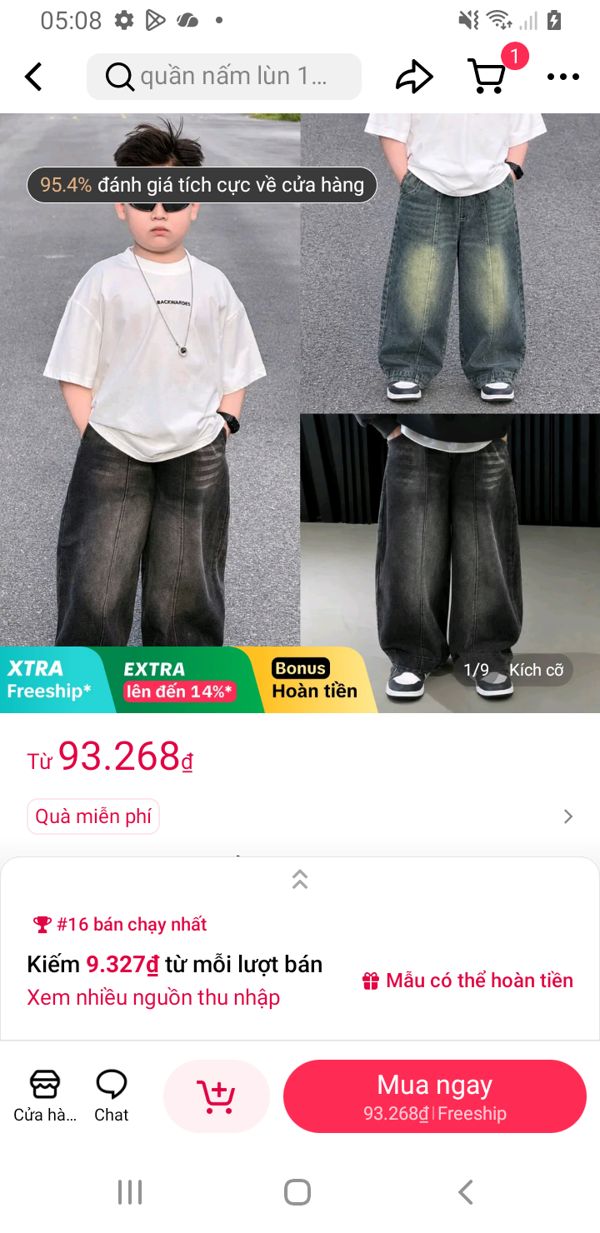 05:08
quần nấm lùn 1...
1
95.4% đánh giá tích cực về cửa hàng
BACKWARDES
XTRA
Freeship*
EXTRA
lên đến 14%*
Bonus
Hoàn tiền
1/9
Kích cỡ
Từ 93.268₫
Quà miễn phí
#16 bán chạy nhất
Kiếm 9.327₫ từ mỗi lượt bán
Xem nhiều nguồn thu nhập
Mẫu có thể hoàn tiền
Cửa hà...
Chat
Mua ngay
93.268₫ | Freeship